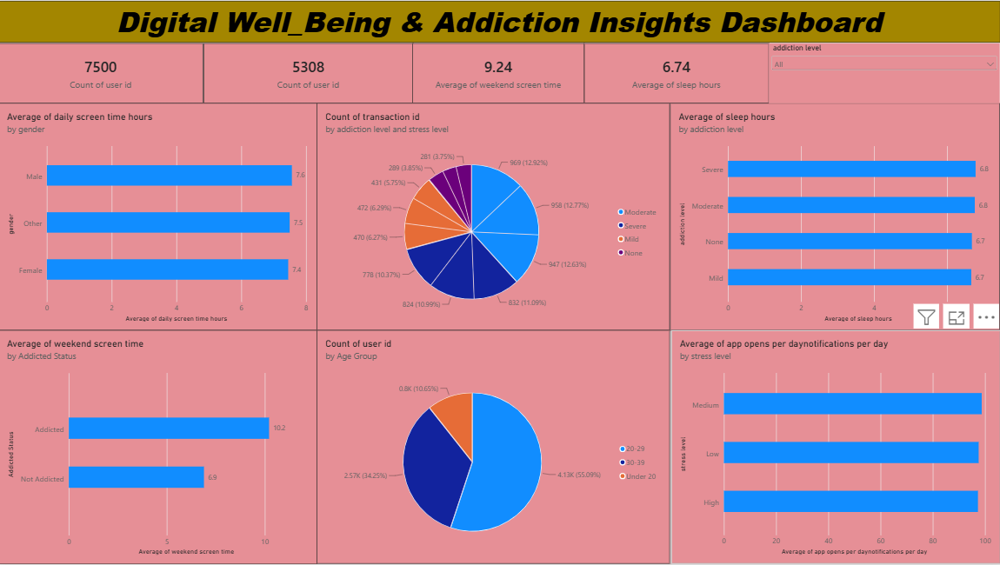 Digital Well_Being & Addiction Insights Dashboard
7500
Count of user id
5308
Count of user id
9.24
Average of weekend screen time
6.74
Average of sleep hours
addiction level
All
Average of daily screen time hours
by gender
gender
Male
7.6
Other
7.5
Female
7.4
0 2 4 6 8
Average of daily screen time hours
Count of transaction id
by addiction level and stress level
281 (3.75%)
289 (3.85%)
431 (5.75%)
472 (6.29%)
470 (6.27%)
778 (10.37%)
824 (10.99%)
832 (11.09%)
947 (12.63%)
958 (12.77%)
969 (12.92%)
Moderate
Severe
Mild
None
Average of sleep hours
by addiction level
addiction level
Severe
6.8
Moderate
6.8
None
6.7
Mild
6.7
0 2 4
Average of sleep hours
Average of weekend screen time
by Addicted Status
Addicted Status
Addicted
10.2
Not Addicted
6.9
0 5 10
Average of weekend screen time
Count of user id
by Age Group
0.8K (10.65%)
2.57K (34.25%)
4.13K (55.09%)
20-29
30-39
Under 20
Average of app opens per daynotifications per day
by stress level
stress level
Medium
Low
High
0 20 40 60 80 100
Average of app opens per daynotifications per day